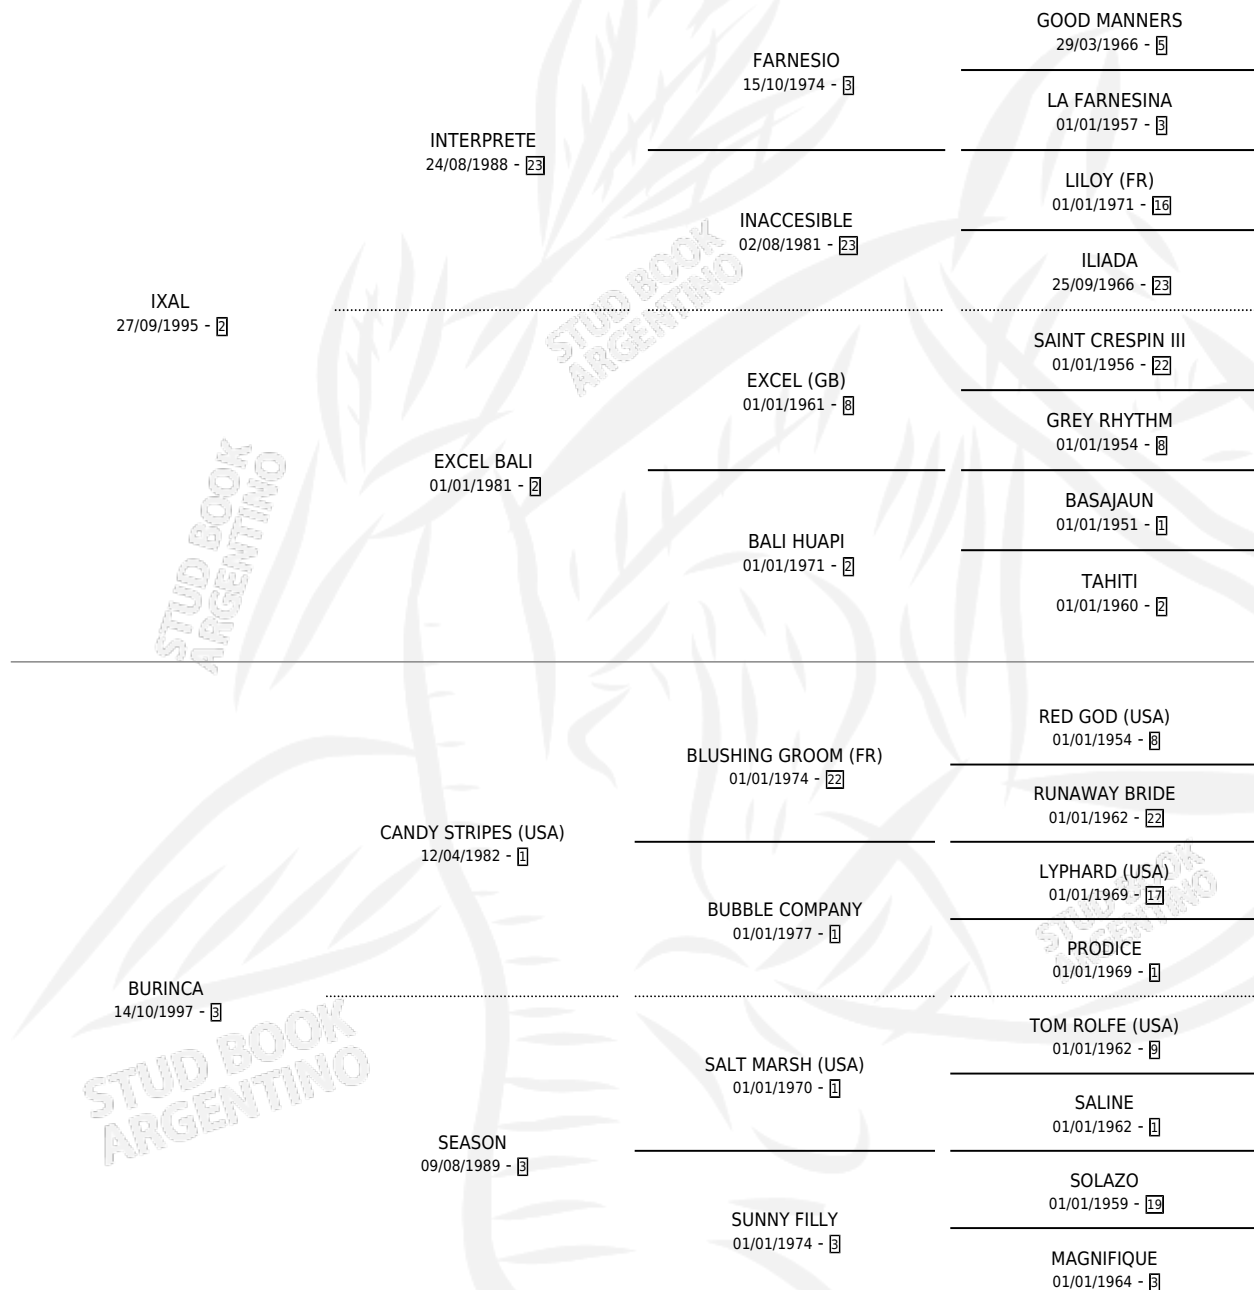 GOOD MANNERS
29/03/1966 - 5
FARNESIO
15/10/1974 - 3
LA FARNESINA
01/01/1957 - 3
INTERPRETE
24/08/1988 - 23
LILOY (FR)
01/01/1971 - 16
INACCESIBLE
02/08/1981 - 23
ILIADA
25/09/1966 - 23
IXAL
27/09/1995 - 2
STUD BOOK
ARGENTINO
SAINT CRESPIN III
01/01/1956 - 22
EXCEL (GB)
01/01/1961 - 8
GREY RHYTHM
01/01/1954 - 8
EXCEL BALI
01/01/1981 - 2
BASAJAUN
01/01/1951 - 1
BALI HUAPI
01/01/1971 - 2
TAHITI
01/01/1960 - 2
STUD BOOK
ARGENTINO
RED GOD (USA)
01/01/1954 - 8
BLUSHING GROOM (FR)
01/01/1974 - 22
RUNAWAY BRIDE
01/01/1962 - 22
CANDY STRIPES (USA)
12/04/1982 - 1
LYPHARD (USA)
01/01/1969 - 17
STUD BOOK
ARGENTINO
BUBBLE COMPANY
01/01/1977 - 1
PRODICE
01/01/1969 - 1
BURINCA
14/10/1997 - 3
STUD BOOK
ARGENTINO
TOM ROLFE (USA)
01/01/1962 - 9
SALT MARSH (USA)
01/01/1970 - 1
SALINE
01/01/1962 - 1
SEASON
09/08/1989 - 3
SOLAZO
01/01/1959 - 19
SUNNY FILLY
01/01/1974 - 3
MAGNIFIQUE
01/01/1964 - 3